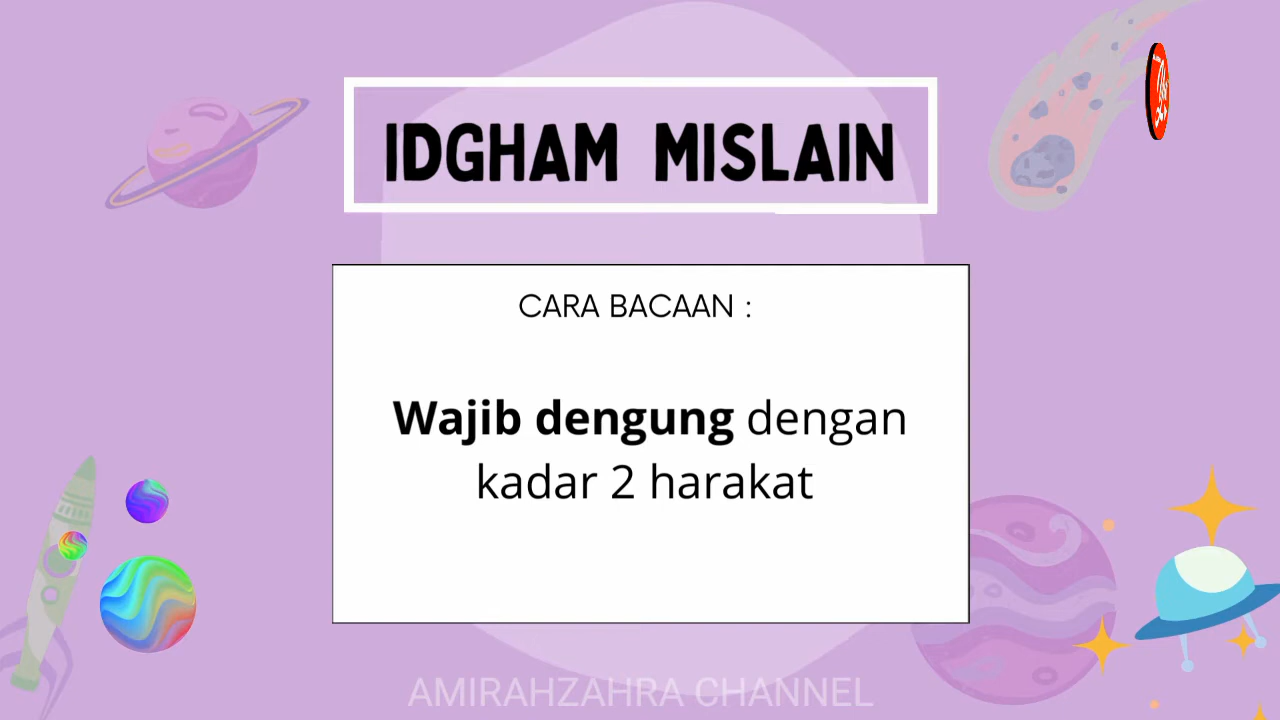 IDGHAM MISLAIN
CARA BACAAN :
Wajib dengung dengan
kadar 2 harakat
AMIRAHZAHRA CHANNEL